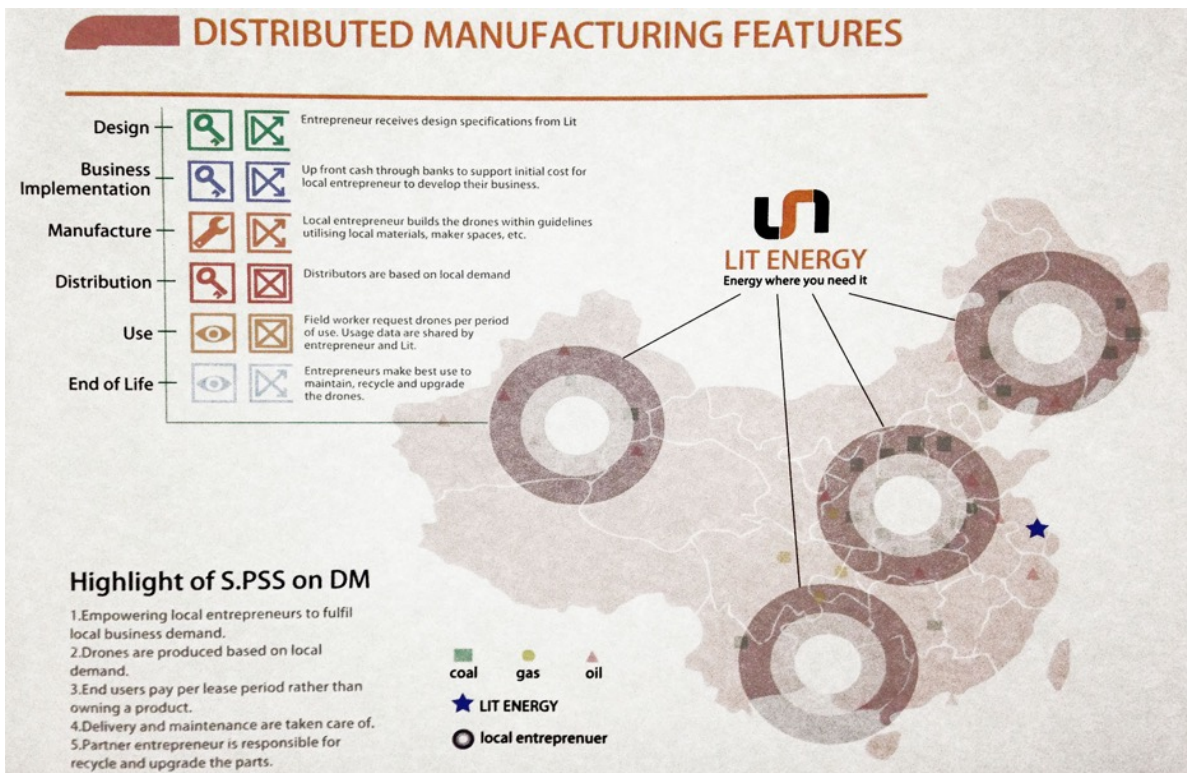 DISTRIBUTED MANUFACTURING FEATURES
Design
Entrepreneur receives design specifications from Lit
Business
Implementation
Up front cash through banks to support initial cost for
local entrepreneur to develop their business.
Manufacture
Local entrepreneur builds the drones within guidelines
utilising local materials, maker spaces, etc.
Distribution
Distributors are based on local demand
Use
Field worker request drones per period
of use. Usage data are shared by
entrepreneur and Lit.
End of Life
Entrepreneurs make best use to
maintain, recycle and upgrade
the drones.
LIT ENERGY
Energy where you need it
Highlight of S.PSS on DM
1.Empowering local entrepreneurs to fulfil
local business demand.
2.Drones are produced based on local
demand.
3.End users pay per lease period rather than
owning a product.
4.Delivery and maintenance are taken care of.
5.Partner entrepreneur is responsible for
recycle and upgrade the parts.
coal
gas
oil
LIT ENERGY
local entreprenuer